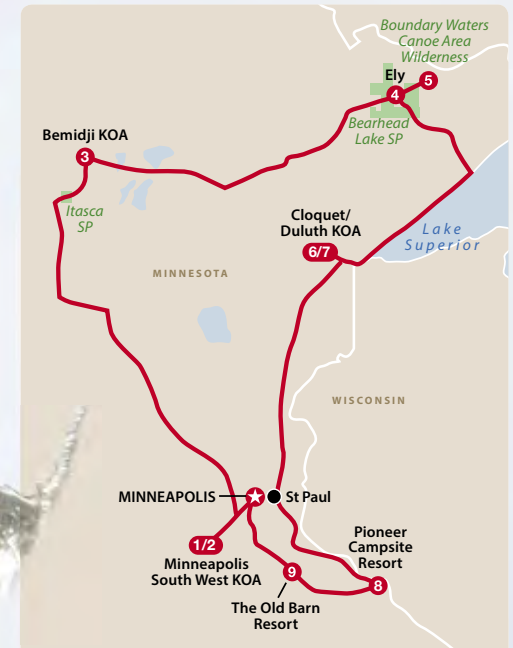 Boundary Waters
Canoe Area
Wilderness
Ely
5
4
Bearhead
Lake SP
Bemidji KOA
3
Itasca
SP
Cloquet/
Duluth KOA
6/7
Lake
Superior
MINNESOTA
WISCONSIN
MINNEAPOLIS
St Paul
1/2
Minneapolis
South West KOA
Pioneer
Campsite
Resort
9
8
The Old Barn
Resort